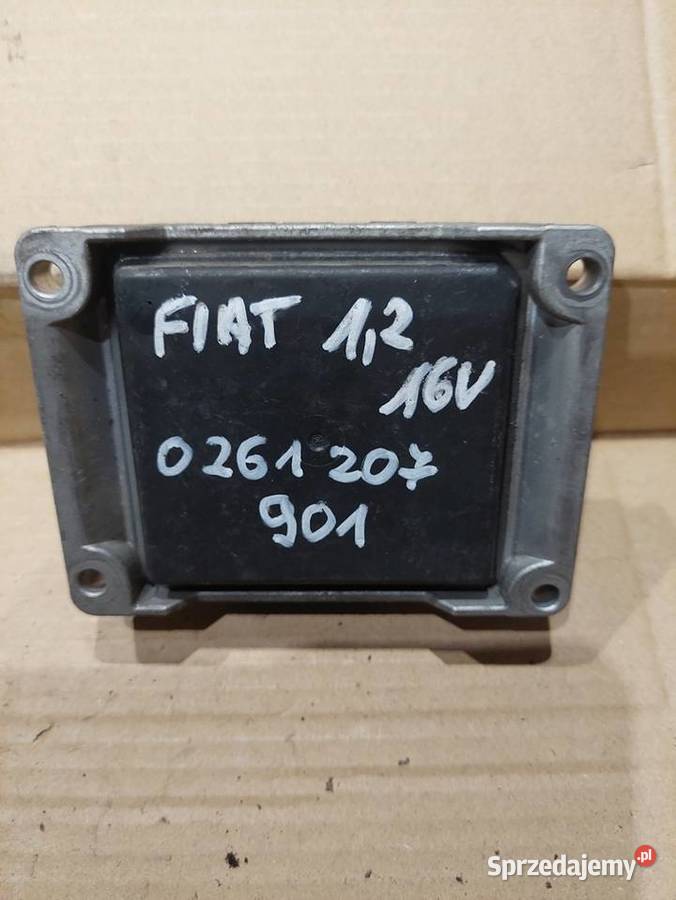 FIAT 1,2
16V
0261 207
901
Sprzedajemy.pl